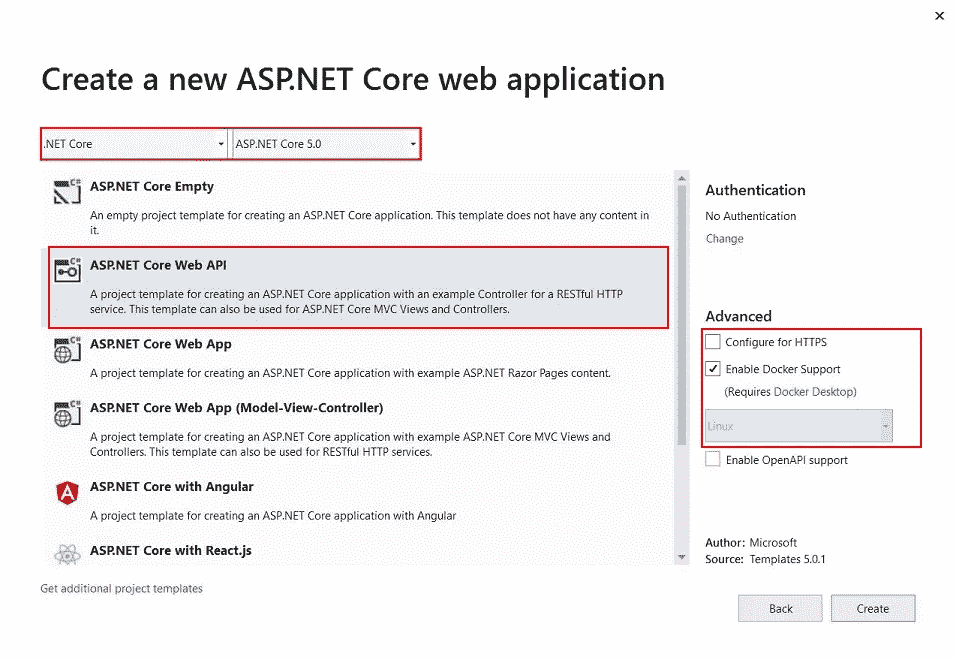 Create a new ASP.NET Core web application
.NET Core
ASP.NET Core 5.0
ASP.NET Core Empty
An empty project template for creating an ASP.NET Core application. This template does not have any content in
it.
ASP.NET Core Web API
A project template for creating an ASP.NET Core application with an example Controller for a RESTful HTTP
service. This template can also be used for ASP.NET Core MVC Views and Controllers.
ASP.NET Core Web App
A project template for creating an ASP.NET Core application with example ASP.NET Razor Pages content.
ASP.NET Core Web App (Model-View-Controller)
A project template for creating an ASP.NET Core application with example ASP.NET Core MVC Views and
Controllers. This template can also be used for RESTful HTTP services.
ASP.NET Core with Angular
A project template for creating an ASP.NET Core application with Angular
ASP.NET Core with React.js
Get additional project templates
Authentication
No Authentication
Change
Advanced
Configure for HTTPS
Enable Docker Support
(Requires Docker Desktop)
Linux
Enable OpenAPI support
Author: Microsoft
Source: Templates 5.0.1
Back
Create